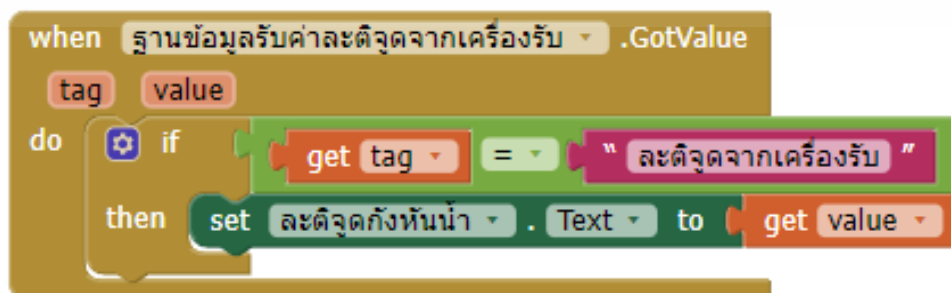 when ฐานข้อมูลรับค่าละติจูดจากเครื่องรับ .GotValue
tag value
do if get tag = " ละติจูดจากเครื่องรับ "
then set ละติจูดกังหันน้ำ . Text to get value